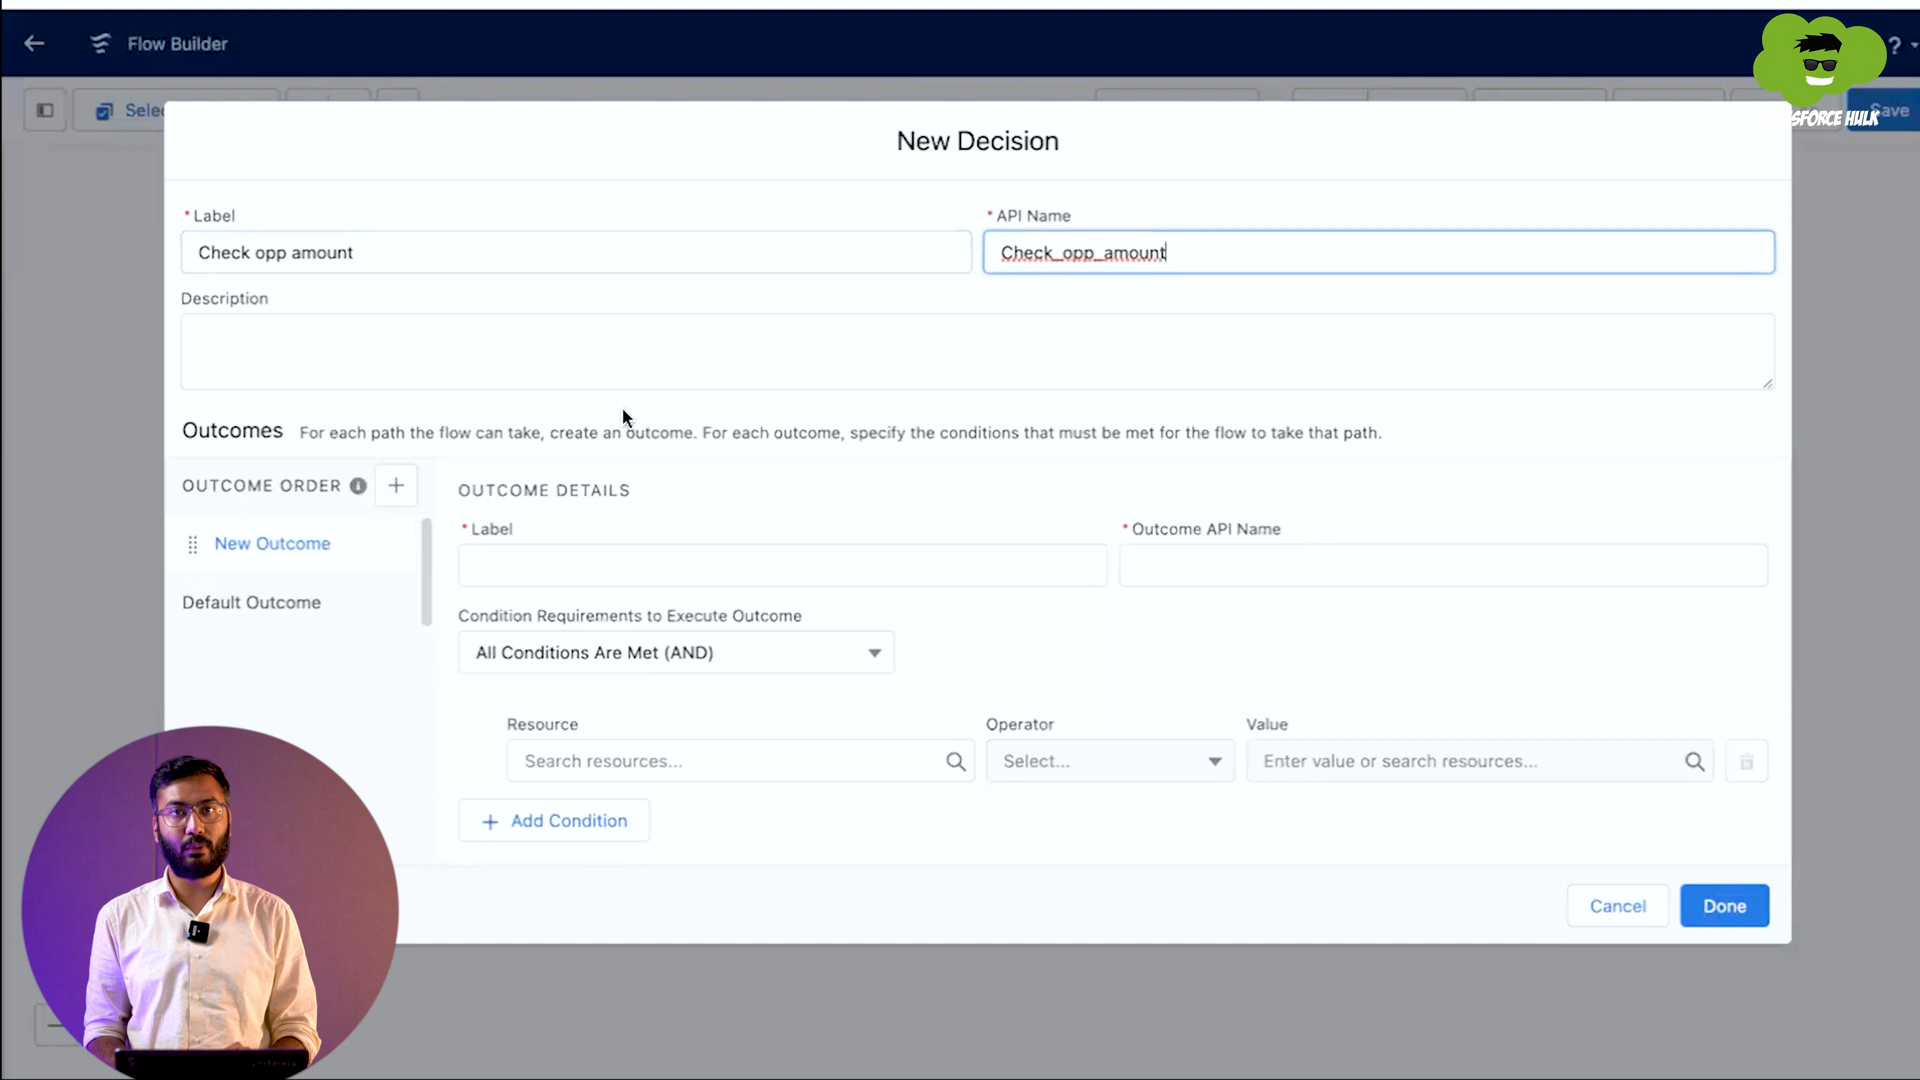 Flow Builder
?
Selec
Save
SFORCE HULK
New Decision
* Label
* API Name
Check opp amount
Check_opp_amount
Description
Outcomes For each path the flow can take, create an outcome. For each outcome, specify the conditions that must be met for the flow to take that path.
OUTCOME ORDER
OUTCOME DETAILS
New Outcome
* Label
* Outcome API Name
Default Outcome
Condition Requirements to Execute Outcome
All Conditions Are Met (AND)
Resource
Operator
Value
Search resources...
Select...
Enter value or search resources...
+ Add Condition
Cancel
Done